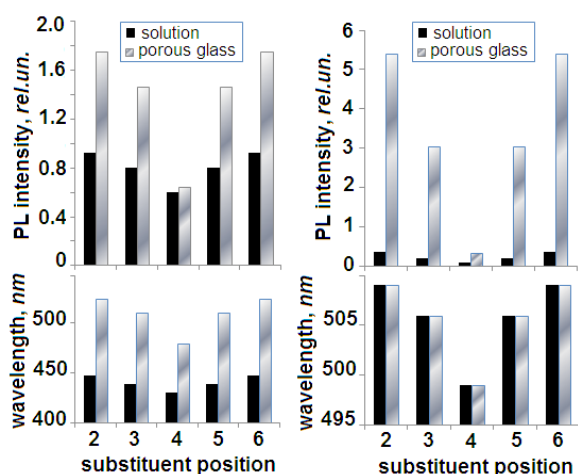 2.0
1.6
1.2
0.8
0.4
0
PL intensity, rel.un.
solution
porous glass
500
450
400
wavelength, nm
2 3 4 5 6
substituent position
6
5
4
3
2
1
0
PL intensity, rel.un.
solution
porous glass
505
500
495
wavelength, nm
2 3 4 5 6
substituent position